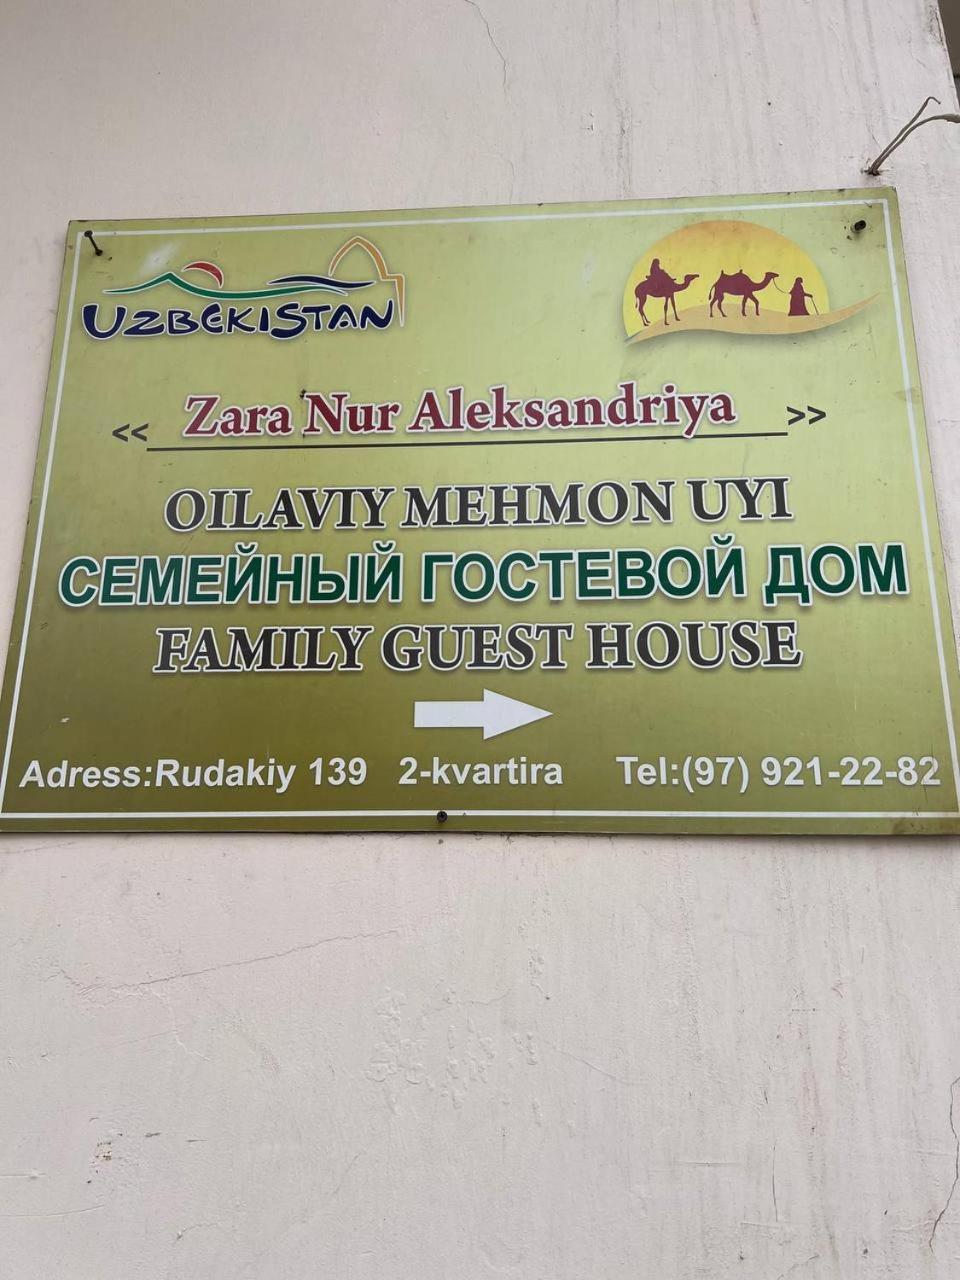 UZBEKISTAN
<< Zara Nur Aleksandriya >>
OILAVIY MEHMON UYI
СЕМЕЙНЫЙ ГОСТЕВОЙ ДОМ
FAMILY GUEST HOUSE
Adress:Rudakiy 139 2-kvartira Tel:(97) 921-22-82